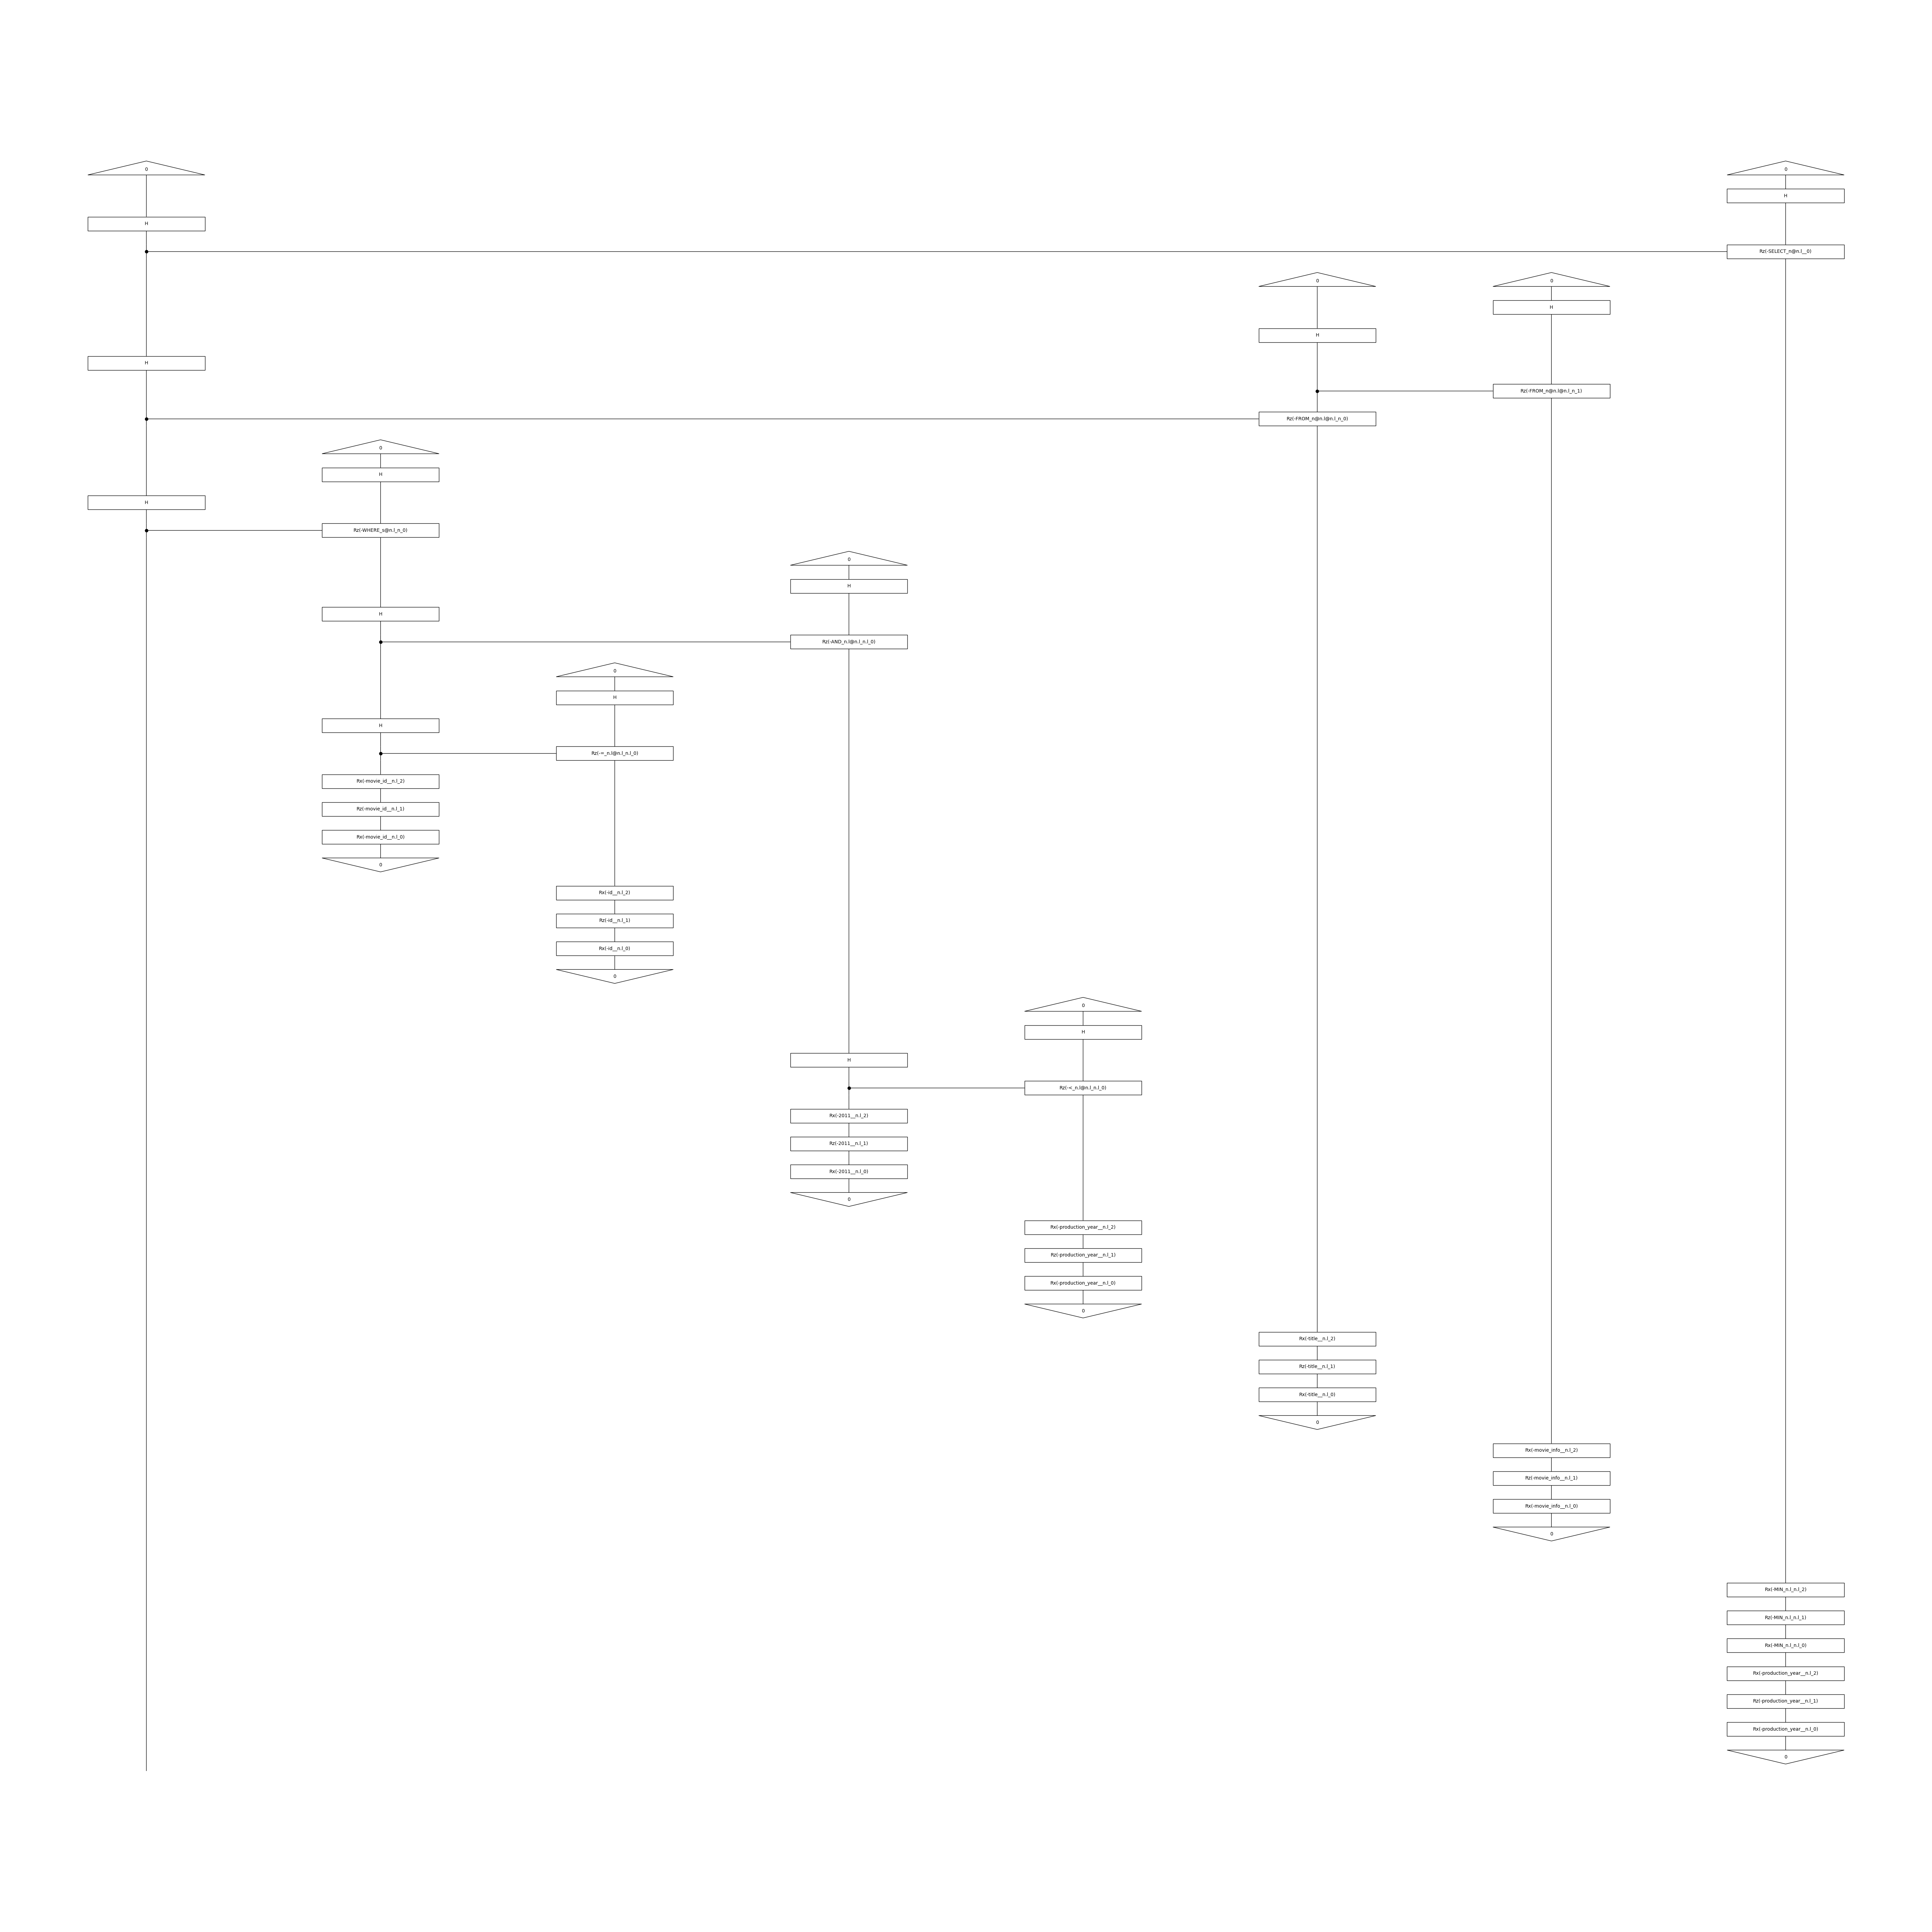 0
0
H
H
Rz(-SELECT_n@n.l__0)
0
0
H
H
H
Rz(-FROM_n@n.l@n.l_n_1)
Rz(-FROM_n@n.l@n.l_n_0)
0
H
H
Rz(-WHERE_s@n.l_n_0)
0
H
H
Rz(-AND_n.l@n.l_n.l_0)
0
H
H
Rz(-=_n.l@n.l_n.l_0)
Rx(-movie_id__n.l_2)
Rz(-movie_id__n.l_1)
Rx(-movie_id__n.l_0)
0
Rx(-id__n.l_2)
Rz(-id__n.l_1)
Rx(-id__n.l_0)
0
0
H
H
Rz(-<_n.l@n.l_n.l_0)
Rx(-2011__n.l_2)
Rz(-2011__n.l_1)
Rx(-2011__n.l_0)
0
Rx(-production_year__n.l_2)
Rz(-production_year__n.l_1)
Rx(-production_year__n.l_0)
0
Rx(-title__n.l_2)
Rz(-title__n.l_1)
Rx(-title__n.l_0)
0
Rx(-movie_info__n.l_2)
Rz(-movie_info__n.l_1)
Rx(-movie_info__n.l_0)
0
Rx(-MIN_n.l_n.l_2)
Rz(-MIN_n.l_n.l_1)
Rx(-MIN_n.l_n.l_0)
Rx(-production_year__n.l_2)
Rz(-production_year__n.l_1)
Rx(-production_year__n.l_0)
0